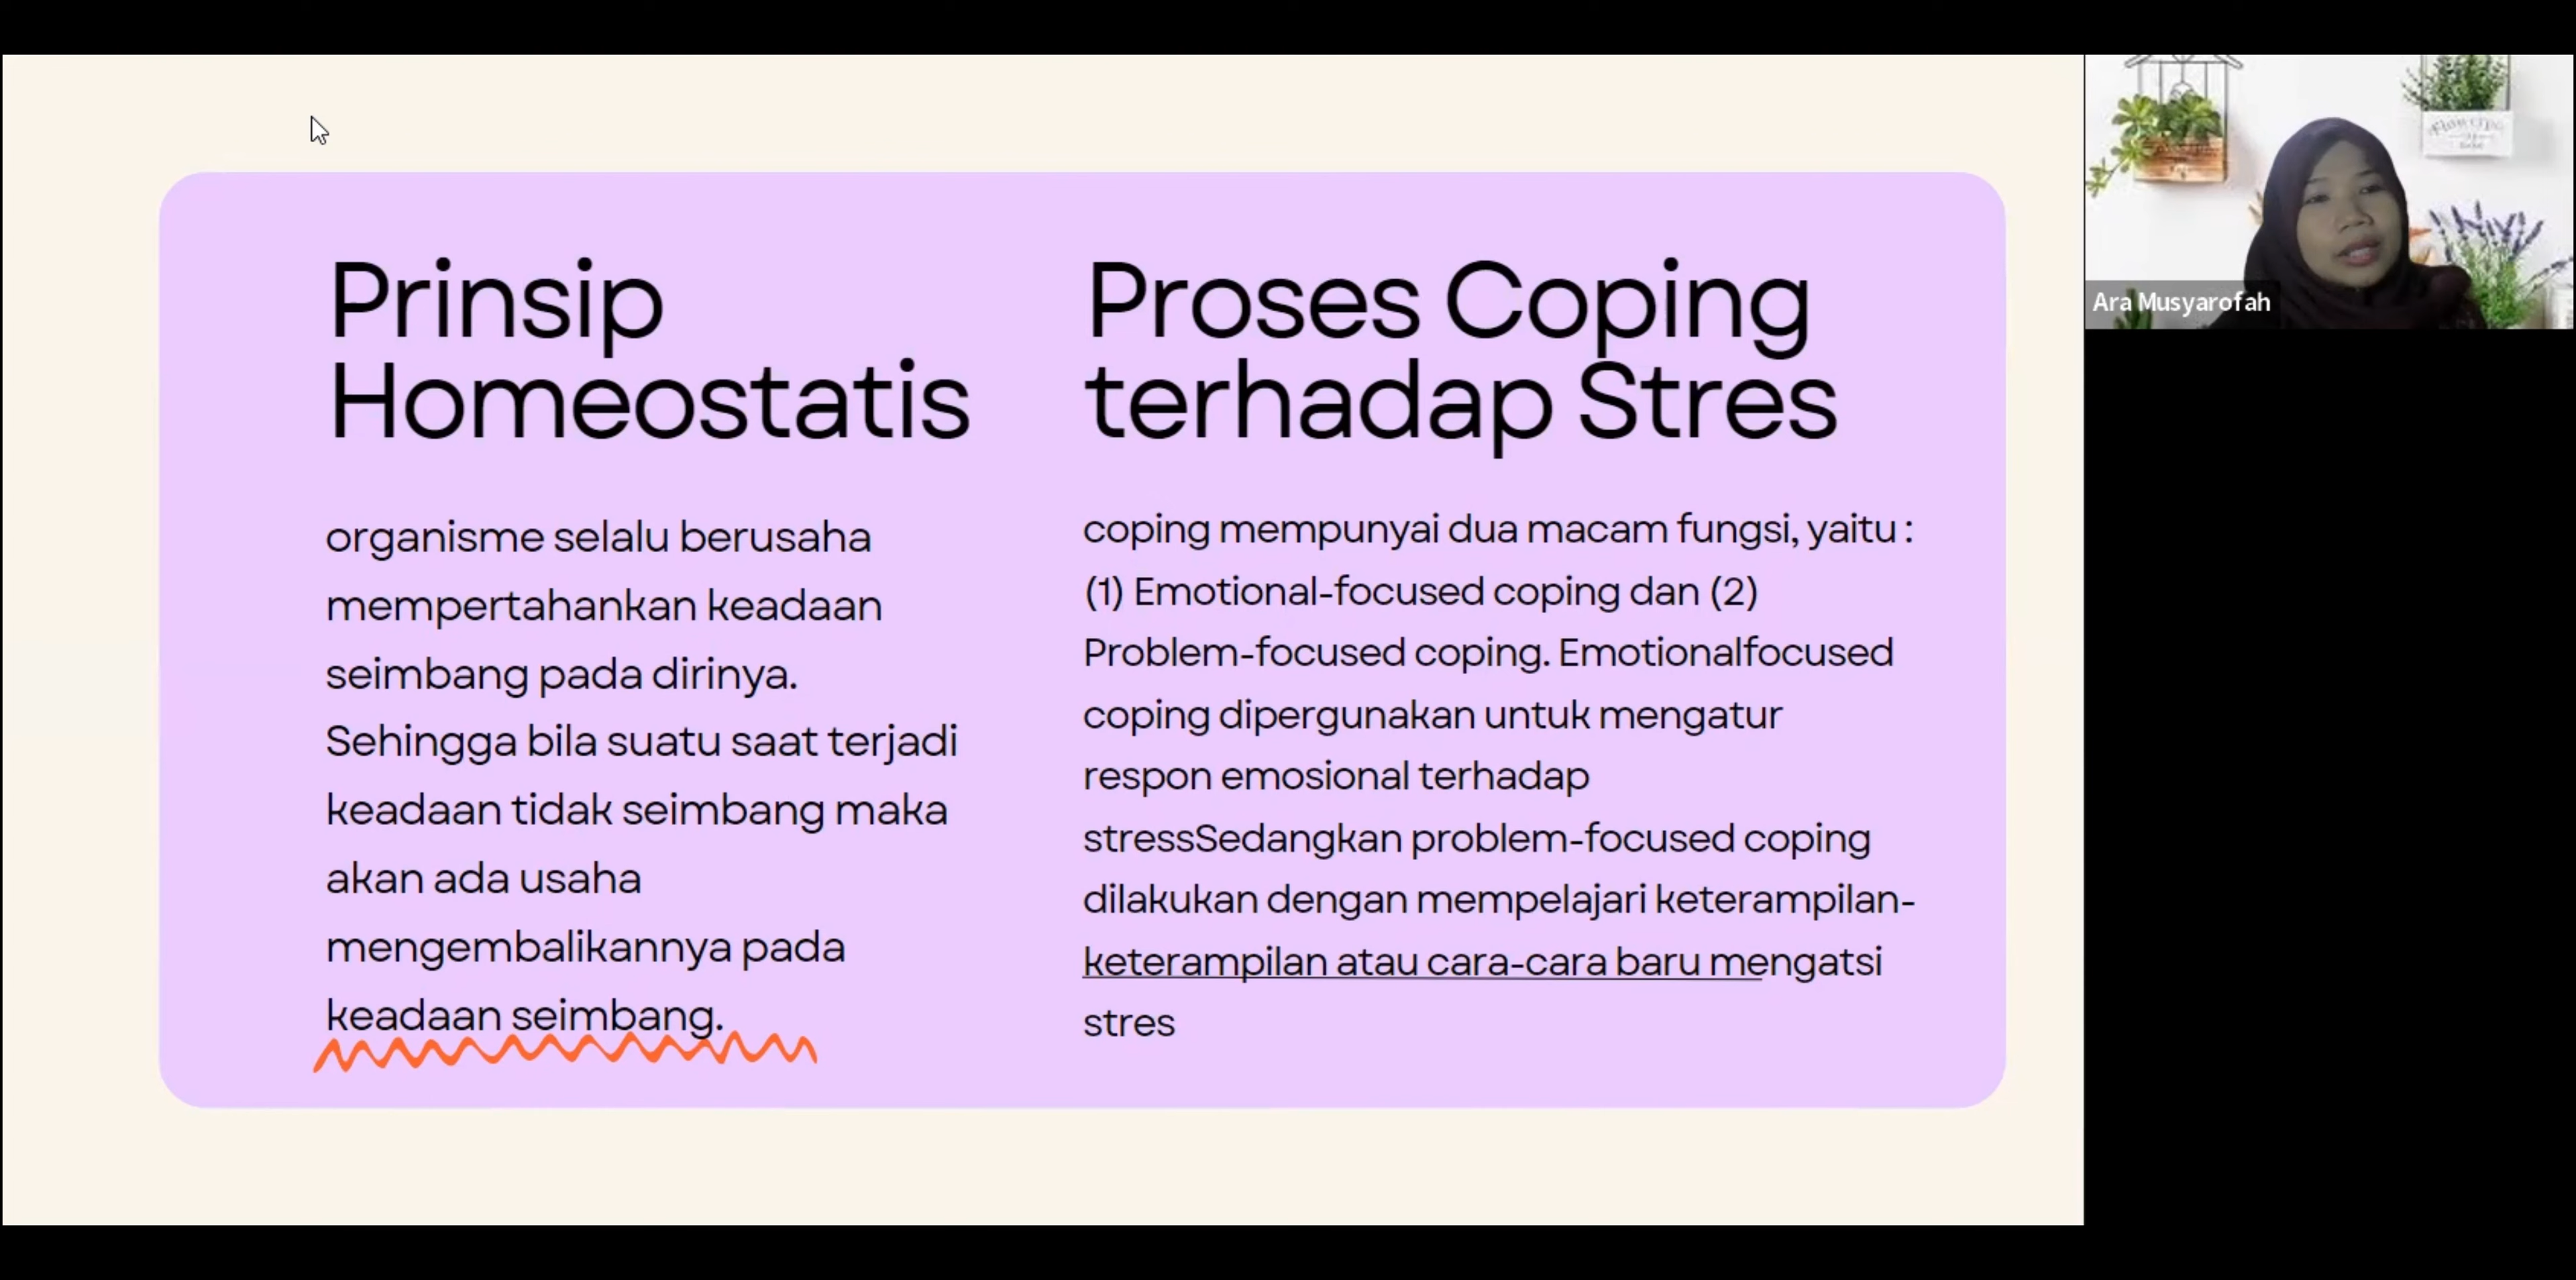 Prinsip
Homeostatis
organisme selalu berusaha
mempertahankan keadaan
seimbang pada dirinya.
Sehingga bila suatu saat terjadi
keadaan tidak seimbang maka
akan ada usaha
mengembalikannya pada
keadaan seimbang.
Proses Coping
terhadap Stres
coping mempunyai dua macam fungsi, yaitu :
(1) Emotional-focused coping dan (2)
Problem-focused coping. Emotionalfocused
coping dipergunakan untuk mengatur
respon emosional terhadap
stressSedangkan problem-focused coping
dilakukan dengan mempelajari keterampilan-
keterampilan atau cara-cara baru mengatsi
stres
Ara Musyarofah